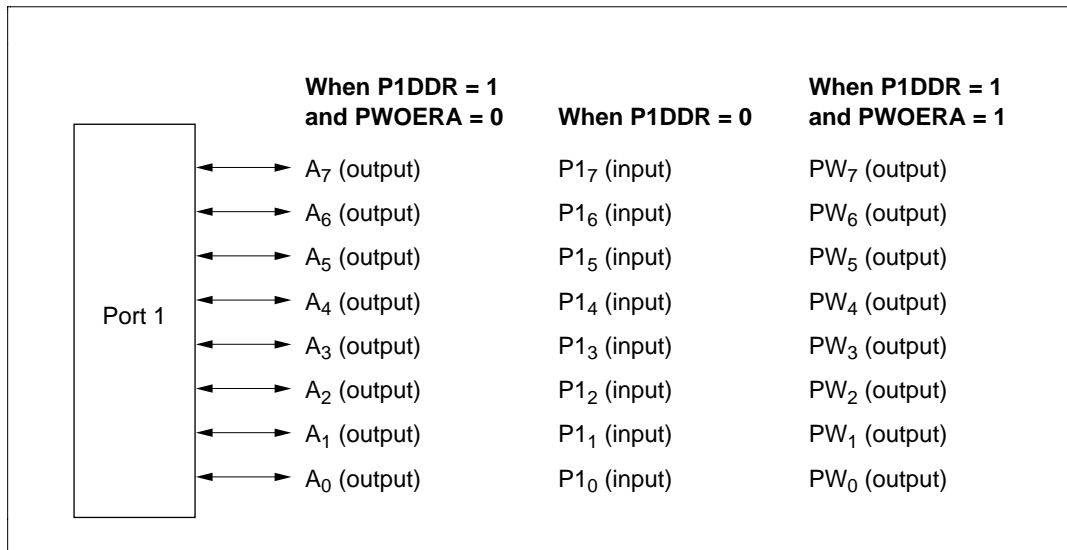 When P1DDR = 1
and PWOERA = 0
When P1DDR = 0
When P1DDR = 1
and PWOERA = 1
Port 1
A7 (output) P17 (input) PW7 (output)
A6 (output) P16 (input) PW6 (output)
A5 (output) P15 (input) PW5 (output)
A4 (output) P14 (input) PW4 (output)
A3 (output) P13 (input) PW3 (output)
A2 (output) P12 (input) PW2 (output)
A1 (output) P11 (input) PW1 (output)
A0 (output) P10 (input) PW0 (output)